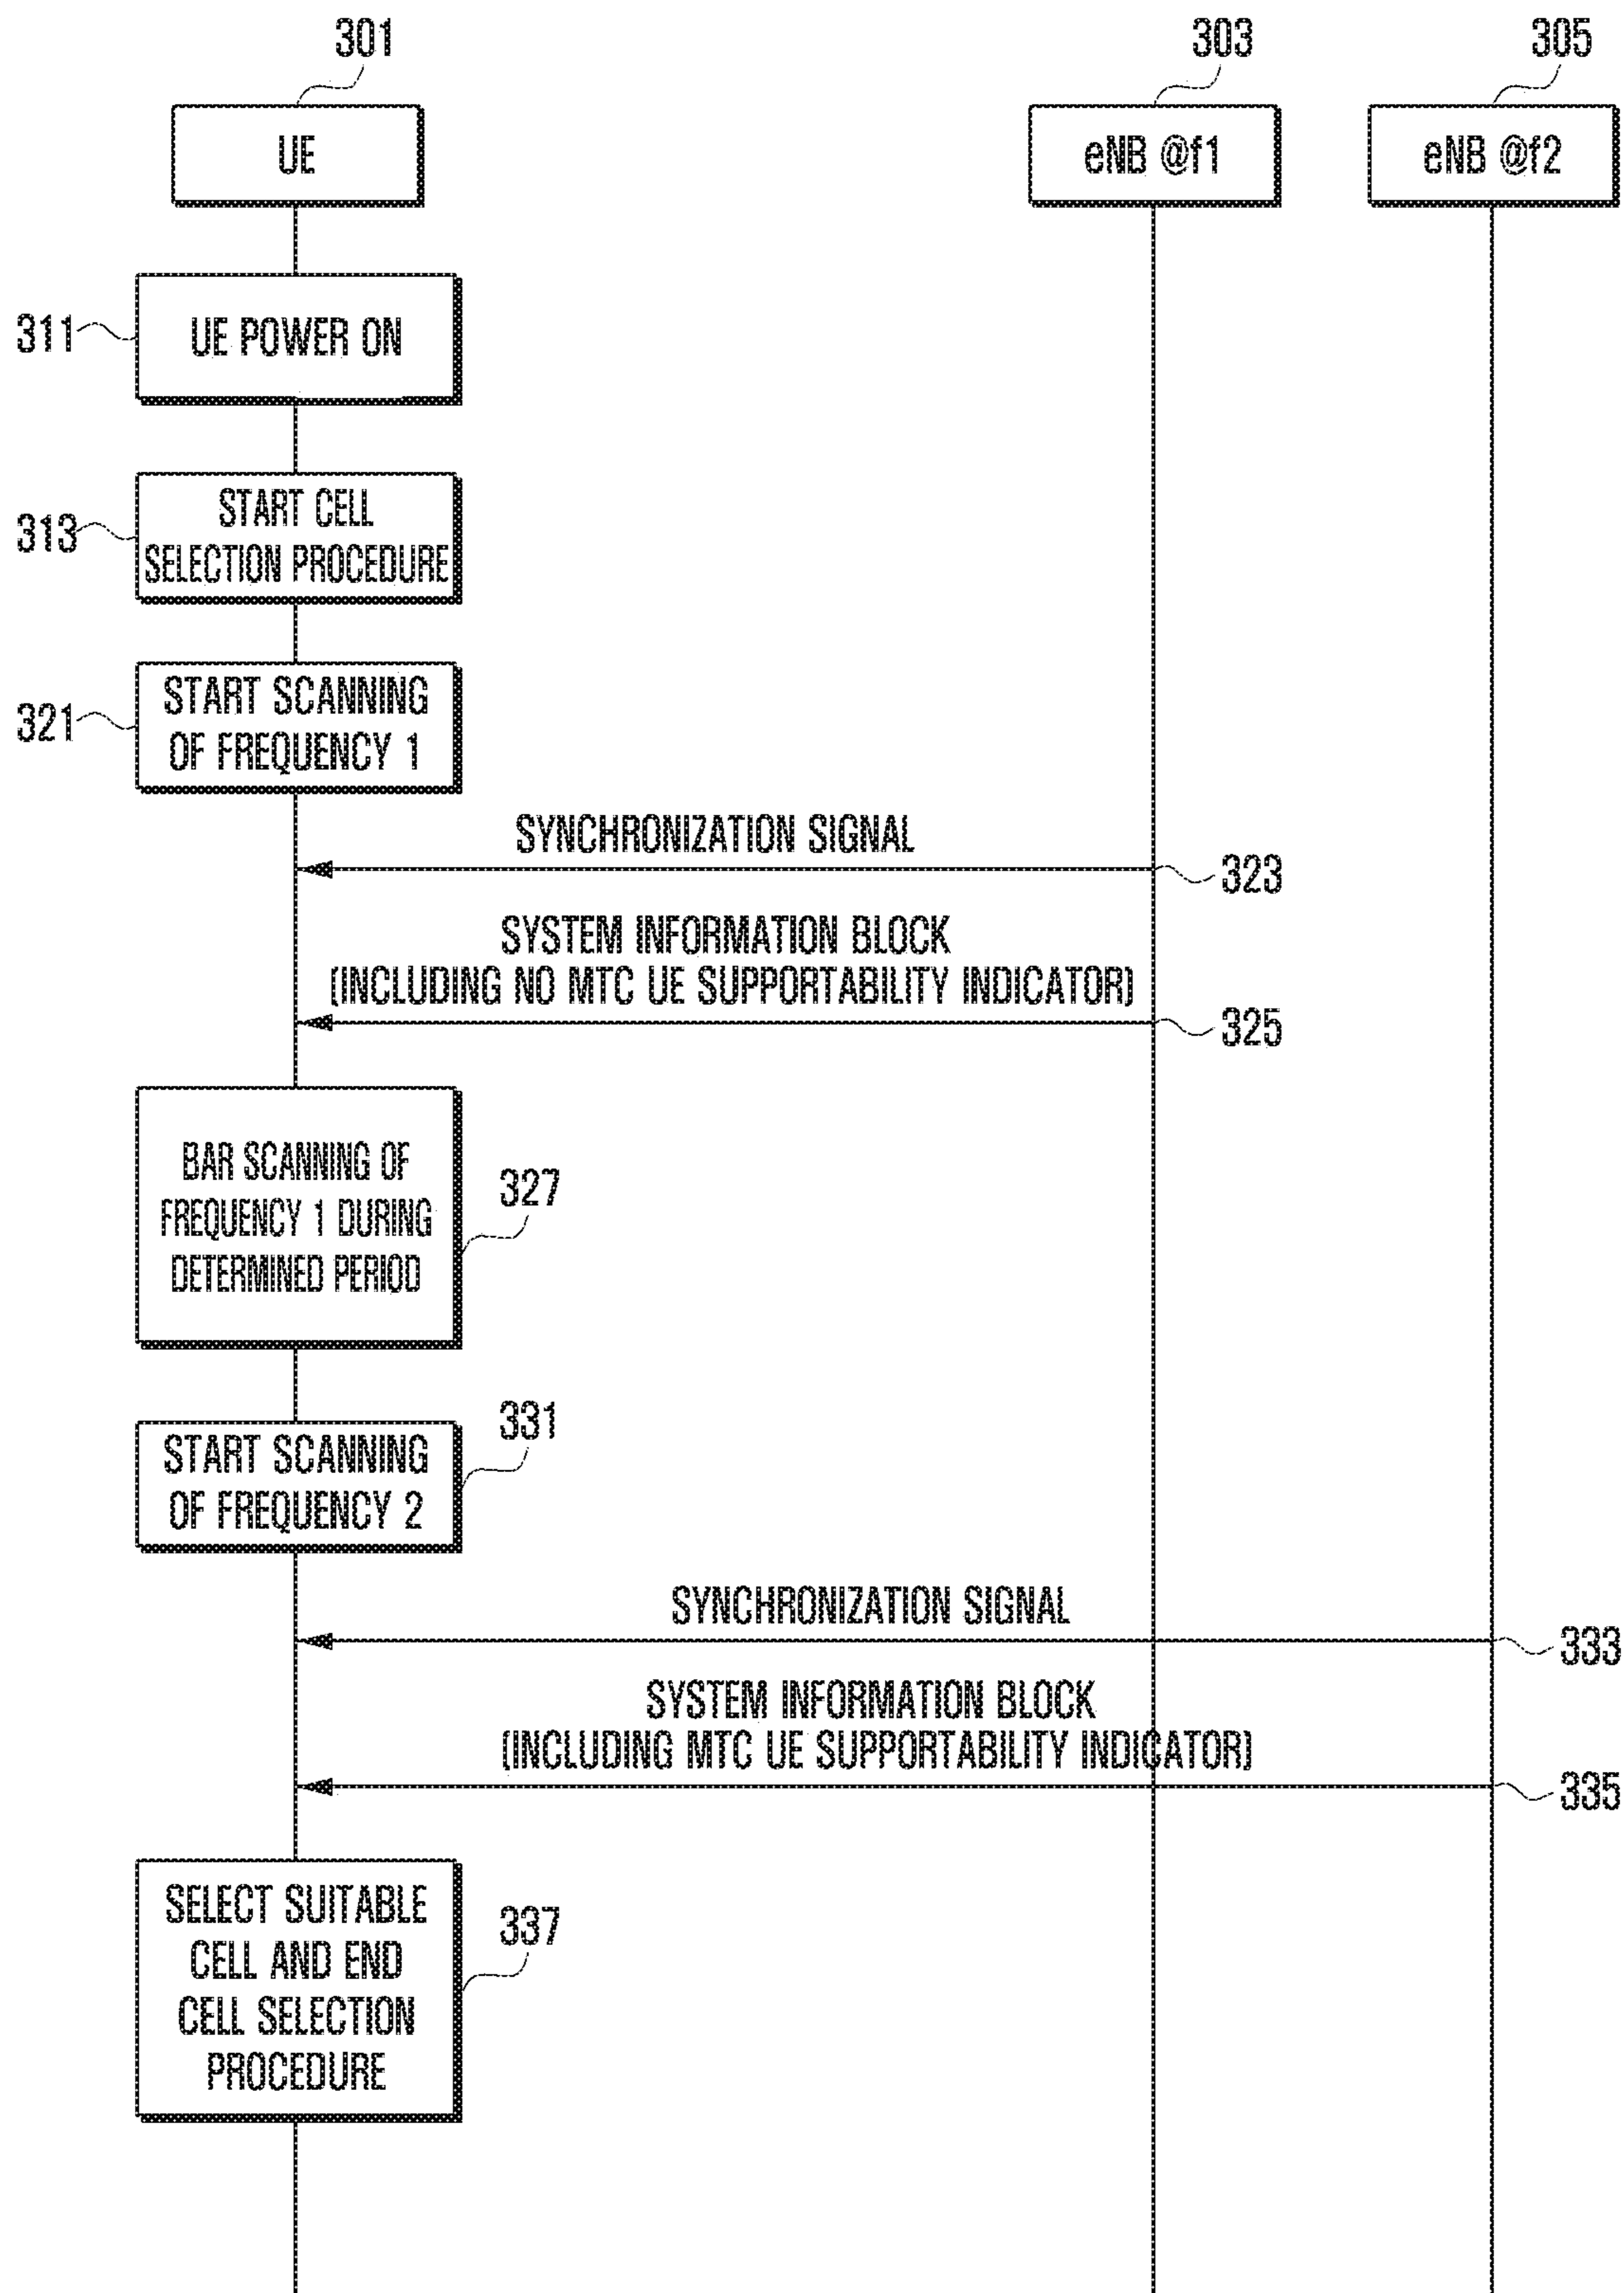 301
303
305
UE
eNB @f1
eNB @f2
311
UE POWER ON
313
START CELL
SELECTION PROCEDURE
321
START SCANNING
OF FREQUENCY 1
SYNCHRONIZATION SIGNAL
323
SYSTEM INFORMATION BLOCK
(INCLUDING NO MTC UE SUPPORTABILITY INDICATOR)
325
BAR SCANNING OF
FREQUENCY 1 DURING
DETERMINED PERIOD
327
331
START SCANNING
OF FREQUENCY 2
SYNCHRONIZATION SIGNAL
333
SYSTEM INFORMATION BLOCK
(INCLUDING MTC UE SUPPORTABILITY INDICATOR)
335
SELECT SUITABLE
CELL AND END
CELL SELECTION
PROCEDURE
337